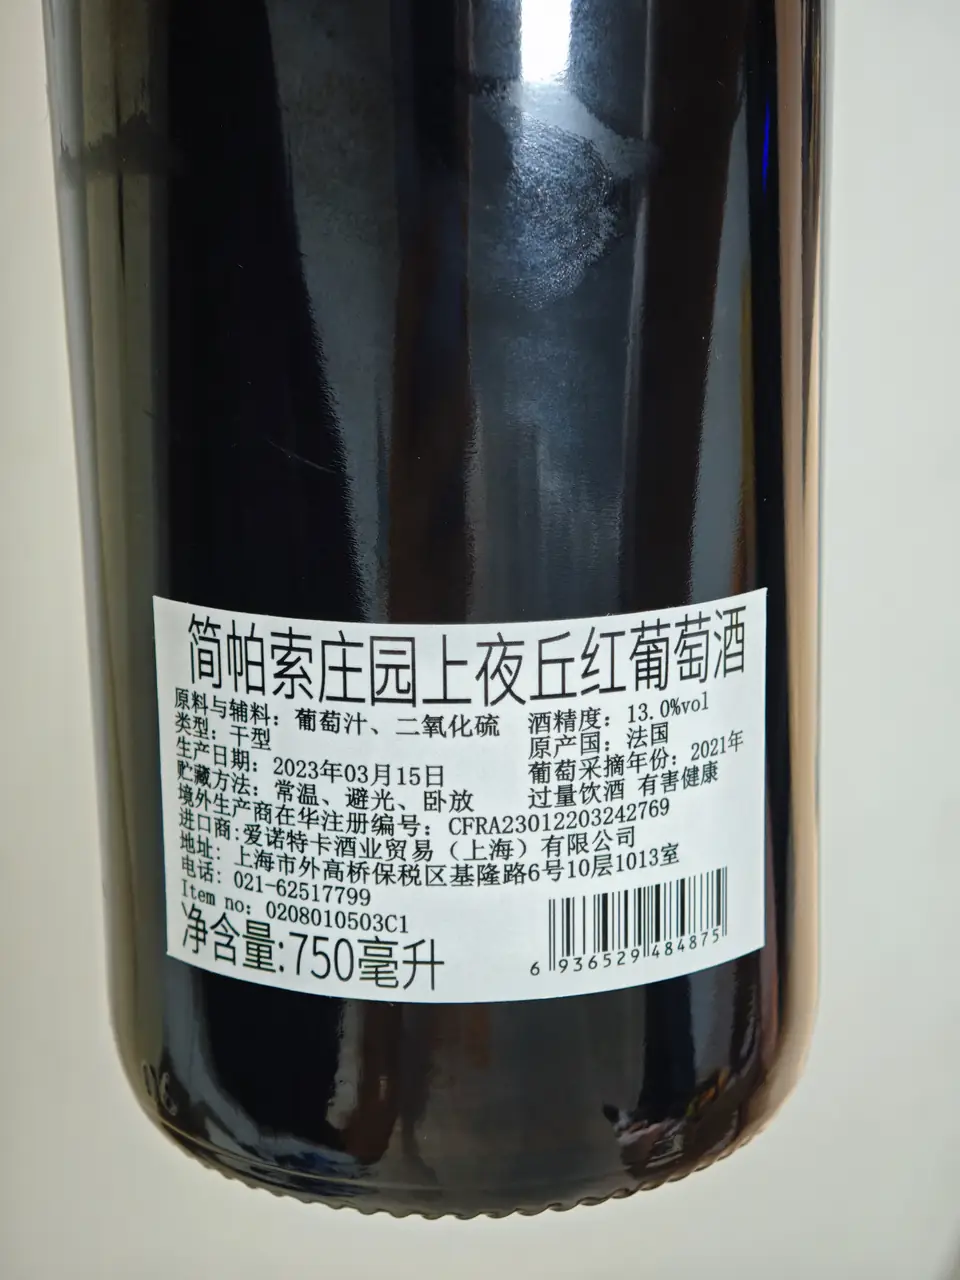 简帕索庄园上夜丘红葡萄酒
原料与辅料：葡萄汁、二氧化硫
酒精度：13.0%vol
类型：干型
原产国：法国
生产日期：2023年03月15日
葡萄采摘年份：2021年
贮藏方法：常温、避光、卧放
过量饮酒 有害健康
境外生产商在华注册编号：CFRA23012203242769
进口商:爱诺特卡酒业贸易（上海）有限公司
地址：上海市外高桥保税区基隆路6号10层1013室
电话：021-62517799
Item no：0208010503C1
净含量:750毫升
6 936529 484875